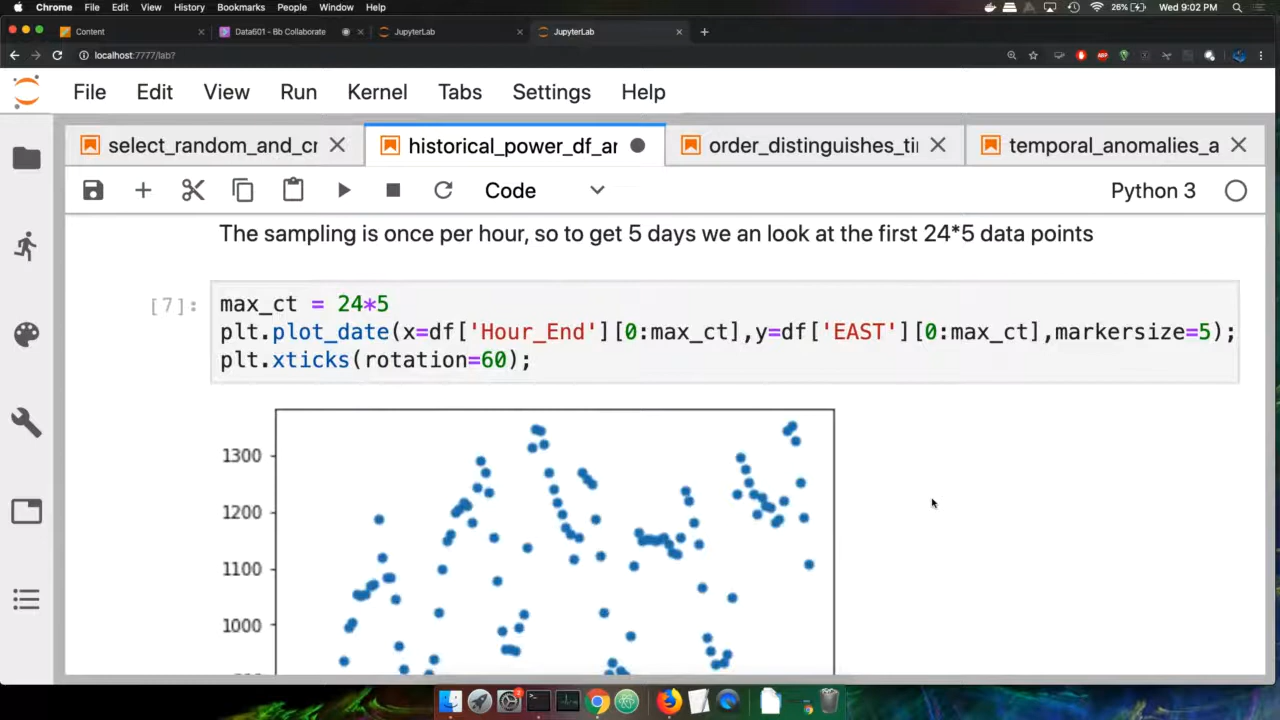 Chrome File Edit View History Bookmarks People Window Help 26% Wed 9:02 PM
Content Data601 - Bb Collaborate JupyterLab JupyterLab
localhost:7777/lab?
File Edit View Run Kernel Tabs Settings Help
select_random_and_cr historical_power_df_ar order_distinguishes_ti temporal_anomalies_a
Code Python 3
The sampling is once per hour, so to get 5 days we an look at the first 24*5 data points
[7]: max_ct = 24*5
plt.plot_date(x=df['Hour_End'][0:max_ct],y=df['EAST'][0:max_ct],markersize=5);
plt.xticks(rotation=60);
1300
1200
1100
1000